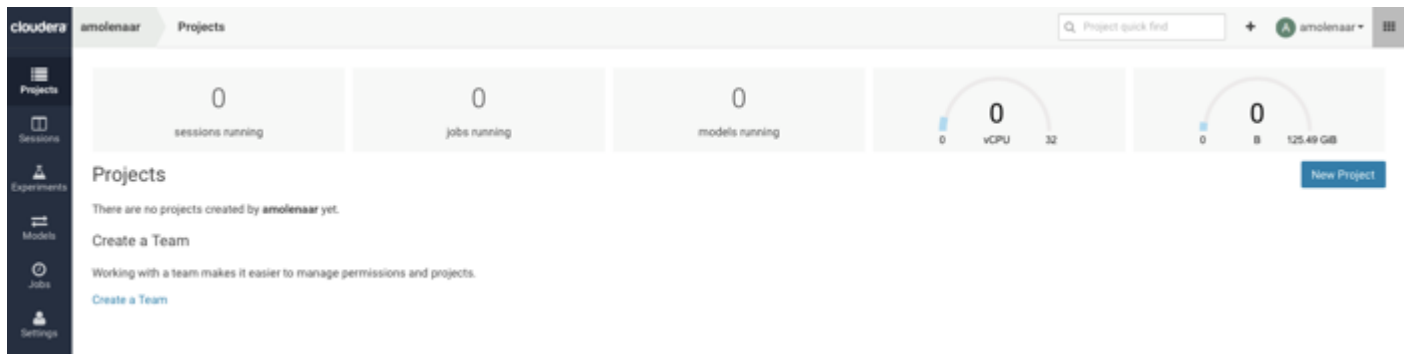 cloudera amolenaar Projects Project quick find + A amolenaar
Projects
Sessions
Experiments
Models
Jobs
Settings
0 0 0 0 0
sessions running jobs running models running 0 vCPU 32 0 B 125.49 GiB
Projects New Project
There are no projects created by amolenaar yet.
Create a Team
Working with a team makes it easier to manage permissions and projects.
Create a Team